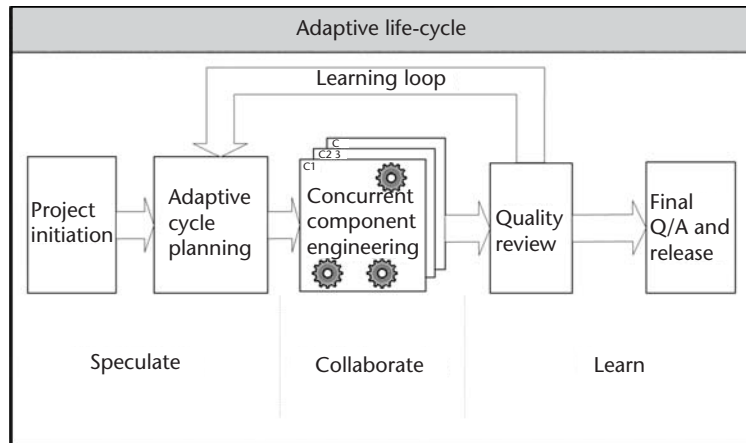 Adaptive life-cycle
Learning loop
C
C2 3
C1
Project
initiation
Adaptive
cycle
planning
Concurrent
component
engineering
Quality
review
Final
Q/A and
release
Speculate
Collaborate
Learn